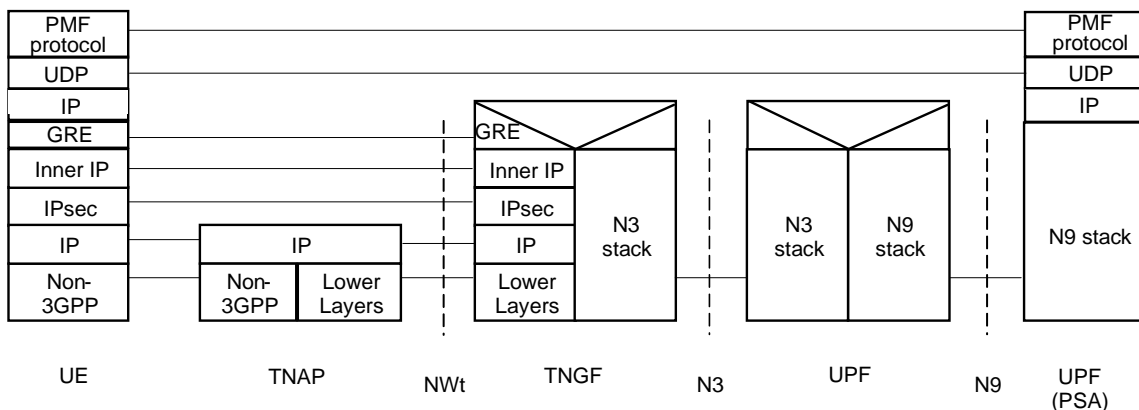 PMF
protocol
UDP
IP
GRE
Inner IP
IPsec
IP
Non-
3GPP
IP
Non-
3GPP
Lower
Layers
GRE
Inner IP
IPsec
IP
Lower
Layers
N3
stack
N3
stack
N9
stack
PMF
protocol
UDP
IP
N9 stack
UE
TNAP
NWt
TNGF
N3
UPF
N9
UPF
(PSA)